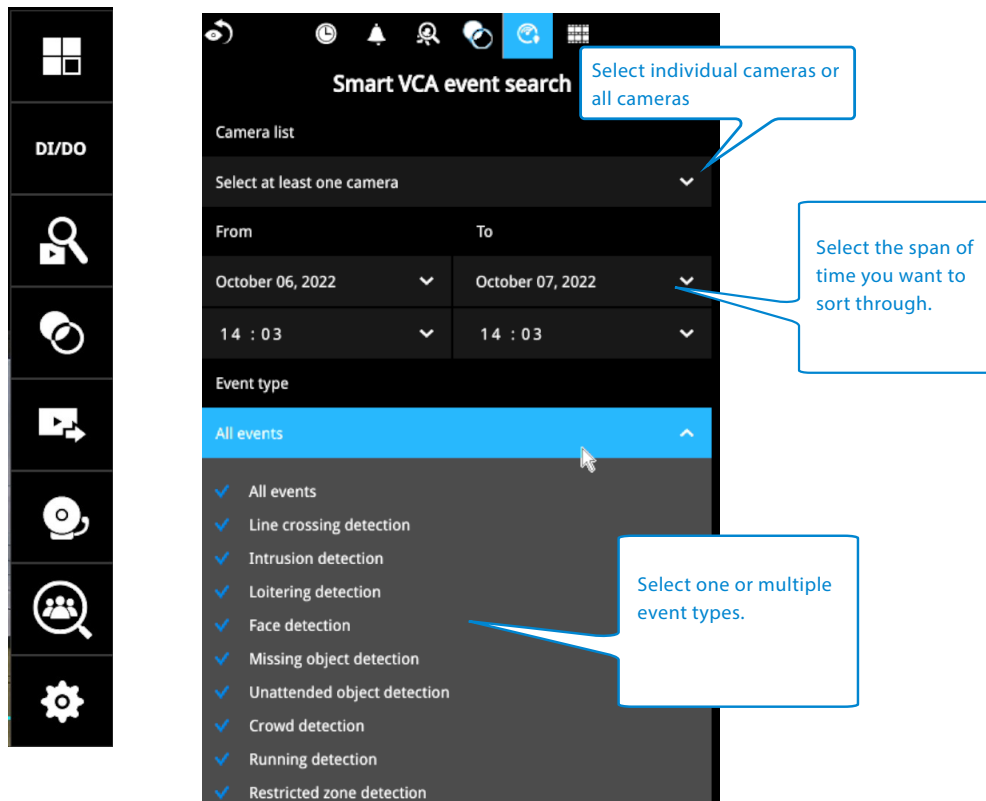 Smart VCA event search
Select individual cameras or
all cameras
Camera list
DI/DO
Select at least one camera
From To
Select the span of
time you want to
sort through.
October 06, 2022 October 07, 2022
14 : 03 14 : 03
Event type
All events
All events
Line crossing detection
Intrusion detection
Loitering detection
Face detection
Missing object detection
Unattended object detection
Crowd detection
Running detection
Restricted zone detection
Select one or multiple
event types.